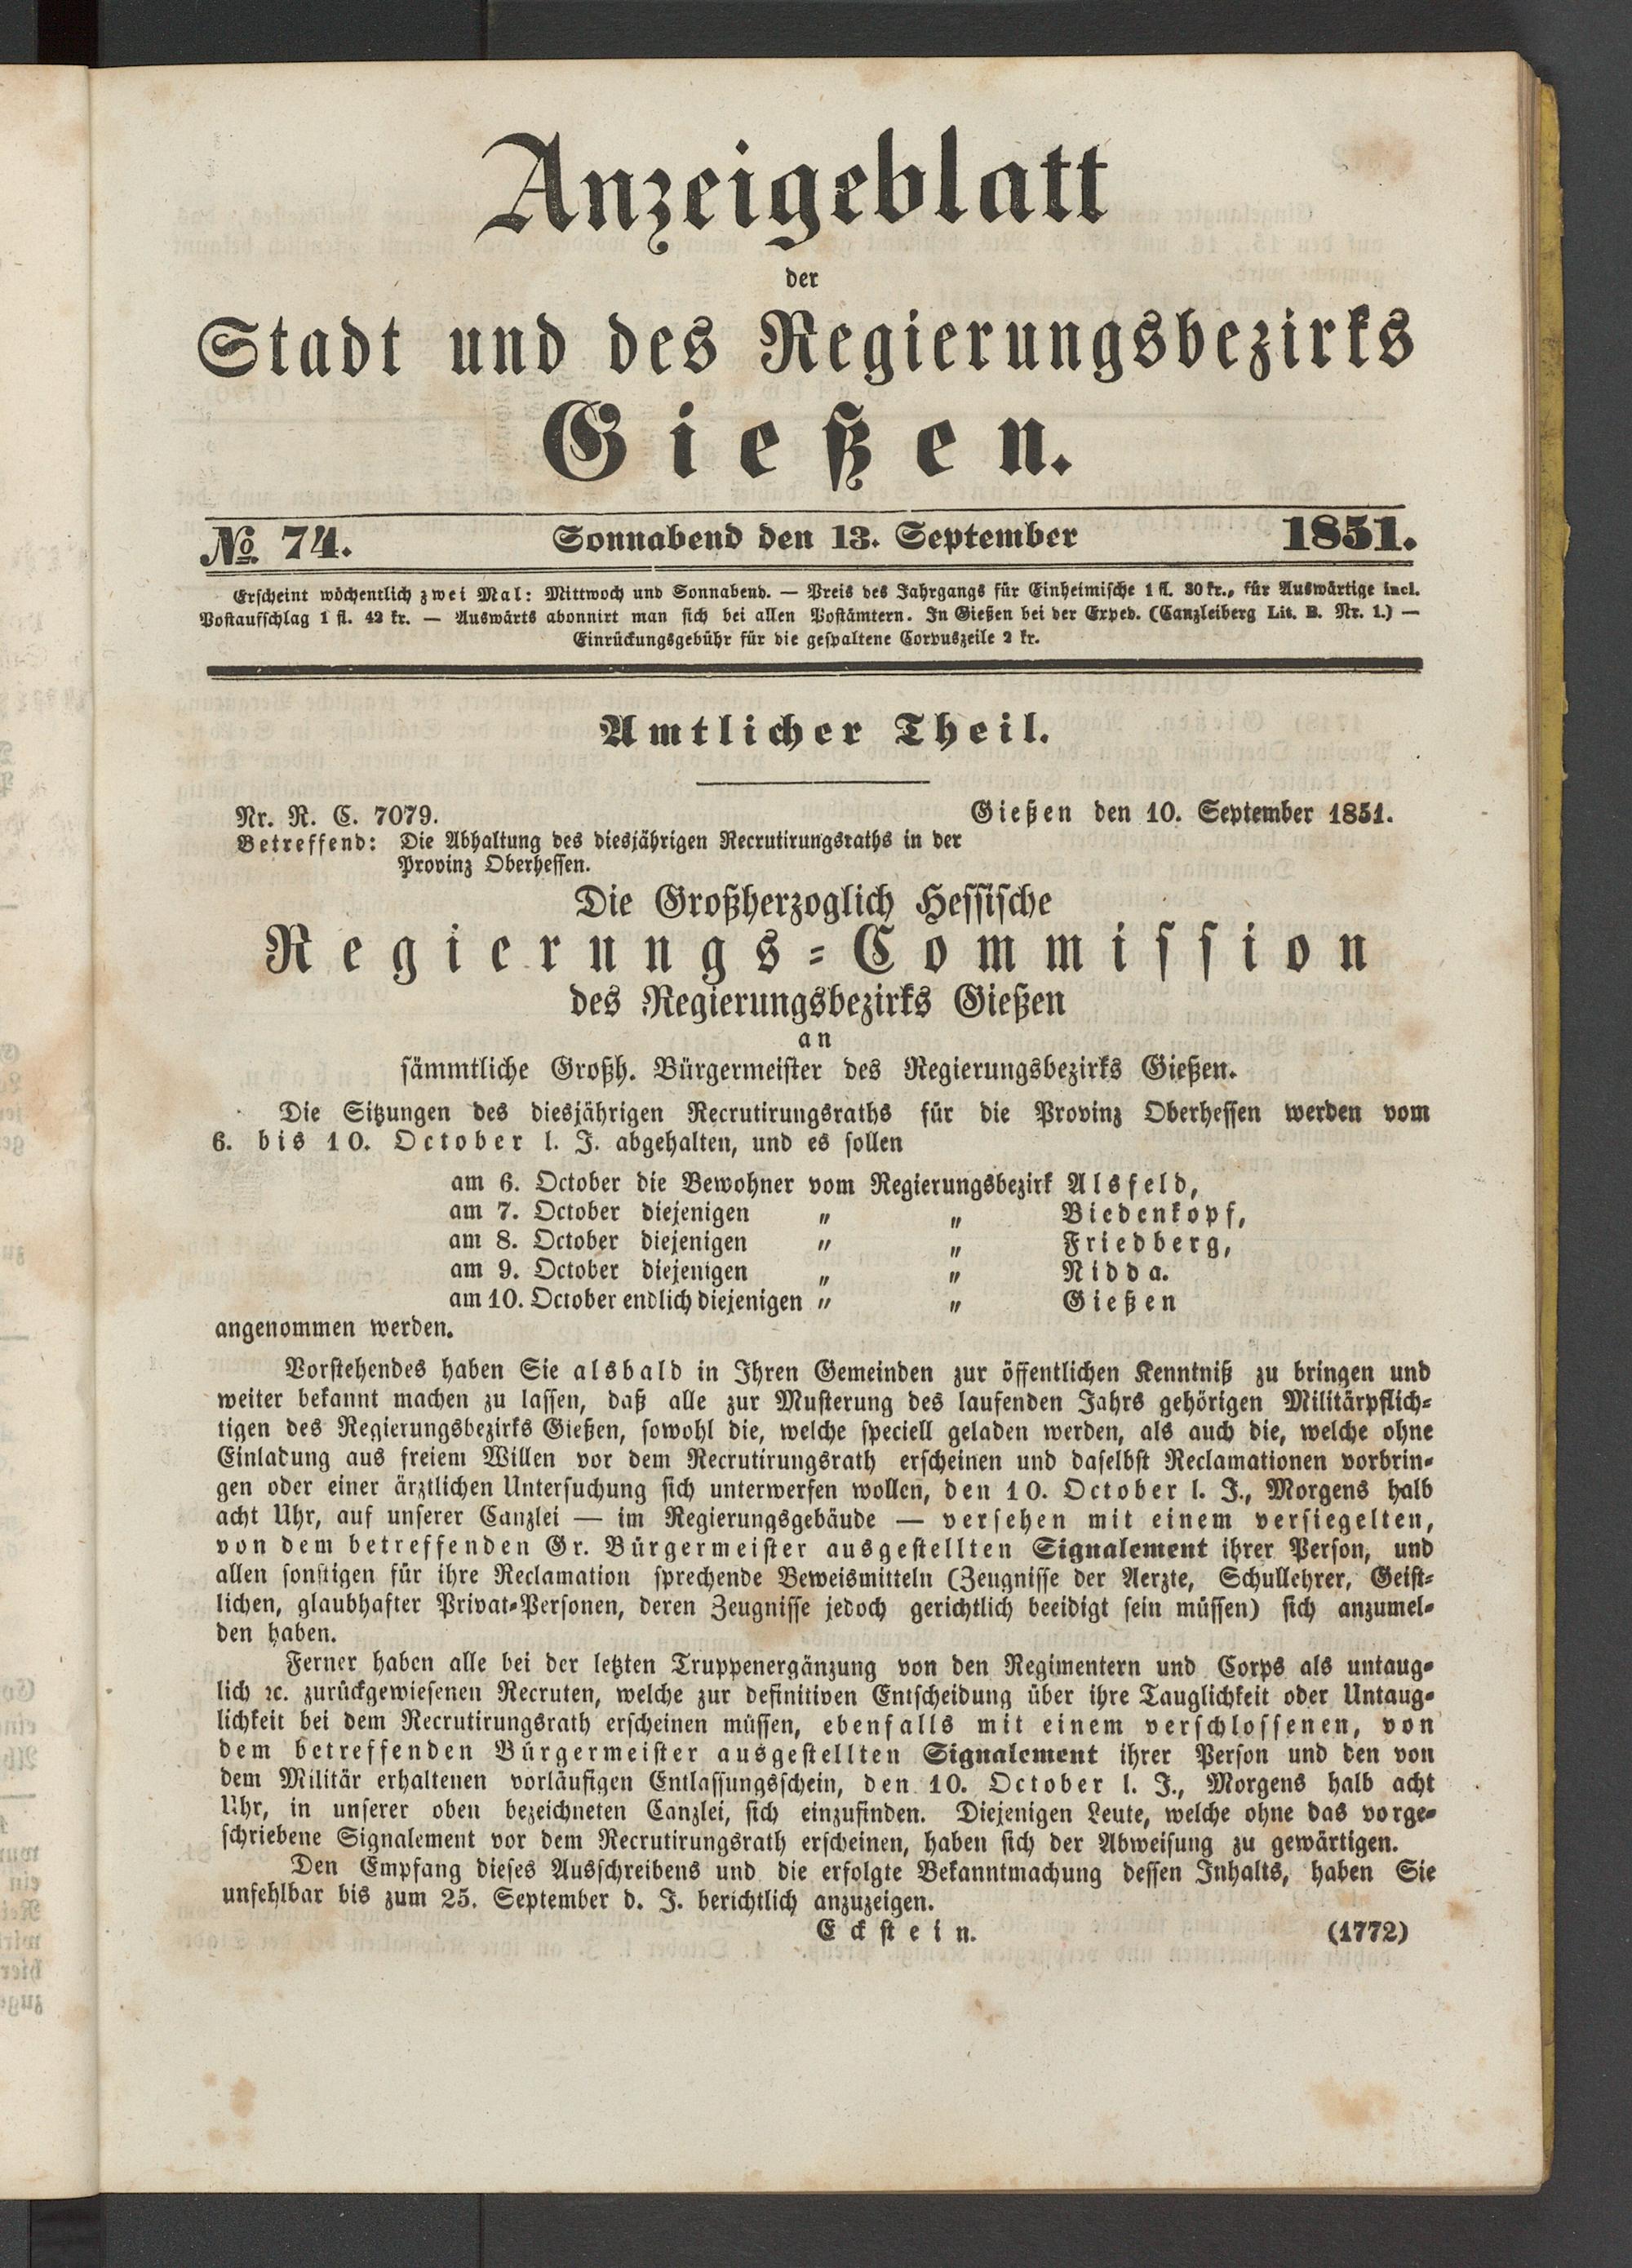 Anzeigeblatt
der
Stadt und des Regierungsbezirks
Gießen.
No. 74. Sonnabend den 13. September 1851.
Erscheint wöchentlich zwei Mal: Mittwoch und Sonnabend. — Preis des Jahrgangs für Einheimische 1 fl. 30 kr., für Auswärtige incl.
Postaufschlag 1 fl. 42 kr. — Auswärts abonnirt man sich bei allen Postämtern. In Gießen bei der Exped. (Canzleiberg Lit. B. Nr. 1.) —
Einrückungsgebühr für die gespaltene Corpuszeile 2 kr.
Amtlicher Theil.
Nr. R. C. 7079. Gießen den 10. September 1851.
Betreffend: Die Abhaltung des diesjährigen Recrutirungsraths in der
Provinz Oberhessen.
Die Großherzoglich Hessische
Regierungs-Commission
des Regierungsbezirks Gießen
an
sämmtliche Großh. Bürgermeister des Regierungsbezirks Gießen.
Die Sitzungen des diesjährigen Recrutirungsraths für die Provinz Oberhessen werden vom
6. bis 10. October l. J. abgehalten, und es sollen
am 6. October die Bewohner vom Regierungsbezirk Alsfeld,
am 7. October diejenigen " " Biedenkopf,
am 8. October diejenigen " " Friedberg,
am 9. October diejenigen " " Nidda.
am 10. October endlich diejenigen " " Gießen
angenommen werden.
Vorstehendes haben Sie alsbald in Ihren Gemeinden zur öffentlichen Kenntniß zu bringen und
weiter bekannt machen zu lassen, daß alle zur Musterung des laufenden Jahrs gehörigen Militärpflich-
tigen des Regierungsbezirks Gießen, sowohl die, welche speciell geladen werden, als auch die, welche ohne
Einladung aus freiem Willen vor dem Recrutirungsrath erscheinen und daselbst Reclamationen vorbrin-
gen oder einer ärztlichen Untersuchung sich unterwerfen wollen, den 10. October l. J., Morgens halb
acht Uhr, auf unserer Canzlei — im Regierungsgebäude — versehen mit einem versiegelten,
von dem betreffenden Gr. Bürgermeister ausgestellten Signalement ihrer Person, und
allen sonstigen für ihre Reclamation sprechende Beweismitteln (Zeugnisse der Aerzte, Schullehrer, Geist-
lichen, glaubhafter Privat-Personen, deren Zeugnisse jedoch gerichtlich beeidigt sein müssen) sich anzumel-
den haben.
Ferner haben alle bei der letzten Truppenergänzung von den Regimentern und Corps als untaug-
lich ꝛc. zurückgewiesenen Recruten, welche zur definitiven Entscheidung über ihre Tauglichkeit oder Untaug-
lichkeit bei dem Recrutirungsrath erscheinen müssen, ebenfalls mit einem verschlossenen, von
dem betreffenden Bürgermeister ausgestellten Signalement ihrer Person und den von
dem Militär erhaltenen vorläufigen Entlassungsschein, den 10. October l. J., Morgens halb acht
Uhr, in unserer oben bezeichneten Canzlei, sich einzufinden. Diejenigen Leute, welche ohne das vorge-
schriebene Signalement vor dem Recrutirungsrath erscheinen, haben sich der Abweisung zu gewärtigen.
Den Empfang dieses Ausschreibens und die erfolgte Bekanntmachung dessen Inhalts, haben Sie
unfehlbar bis zum 25. September d. J. berichtlich anzuzeigen.
Eckstein. (1772)